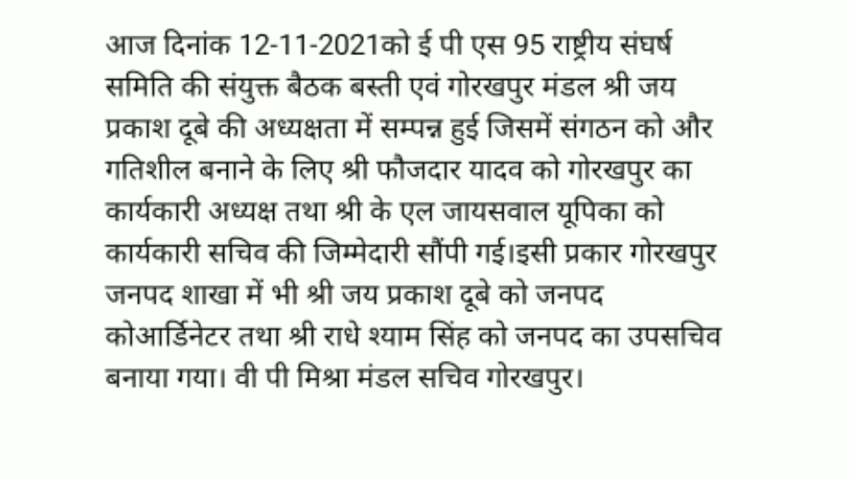 आज दिनांक 12-11-2021को ई पी एस 95 राष्ट्रीय संघर्ष
समिति की संयुक्त बैठक बस्ती एवं गोरखपुर मंडल श्री जय
प्रकाश दूबे की अध्यक्षता में सम्पन्न हुई जिसमें संगठन को और
गतिशील बनाने के लिए श्री फौजदार यादव को गोरखपुर का
कार्यकारी अध्यक्ष तथा श्री के एल जायसवाल यूपिका को
कार्यकारी सचिव की जिम्मेदारी सौंपी गई।इसी प्रकार गोरखपुर
जनपद शाखा में भी श्री जय प्रकाश दूबे को जनपद
कोआर्डिनेटर तथा श्री राधे श्याम सिंह को जनपद का उपसचिव
बनाया गया। वी पी मिश्रा मंडल सचिव गोरखपुर।